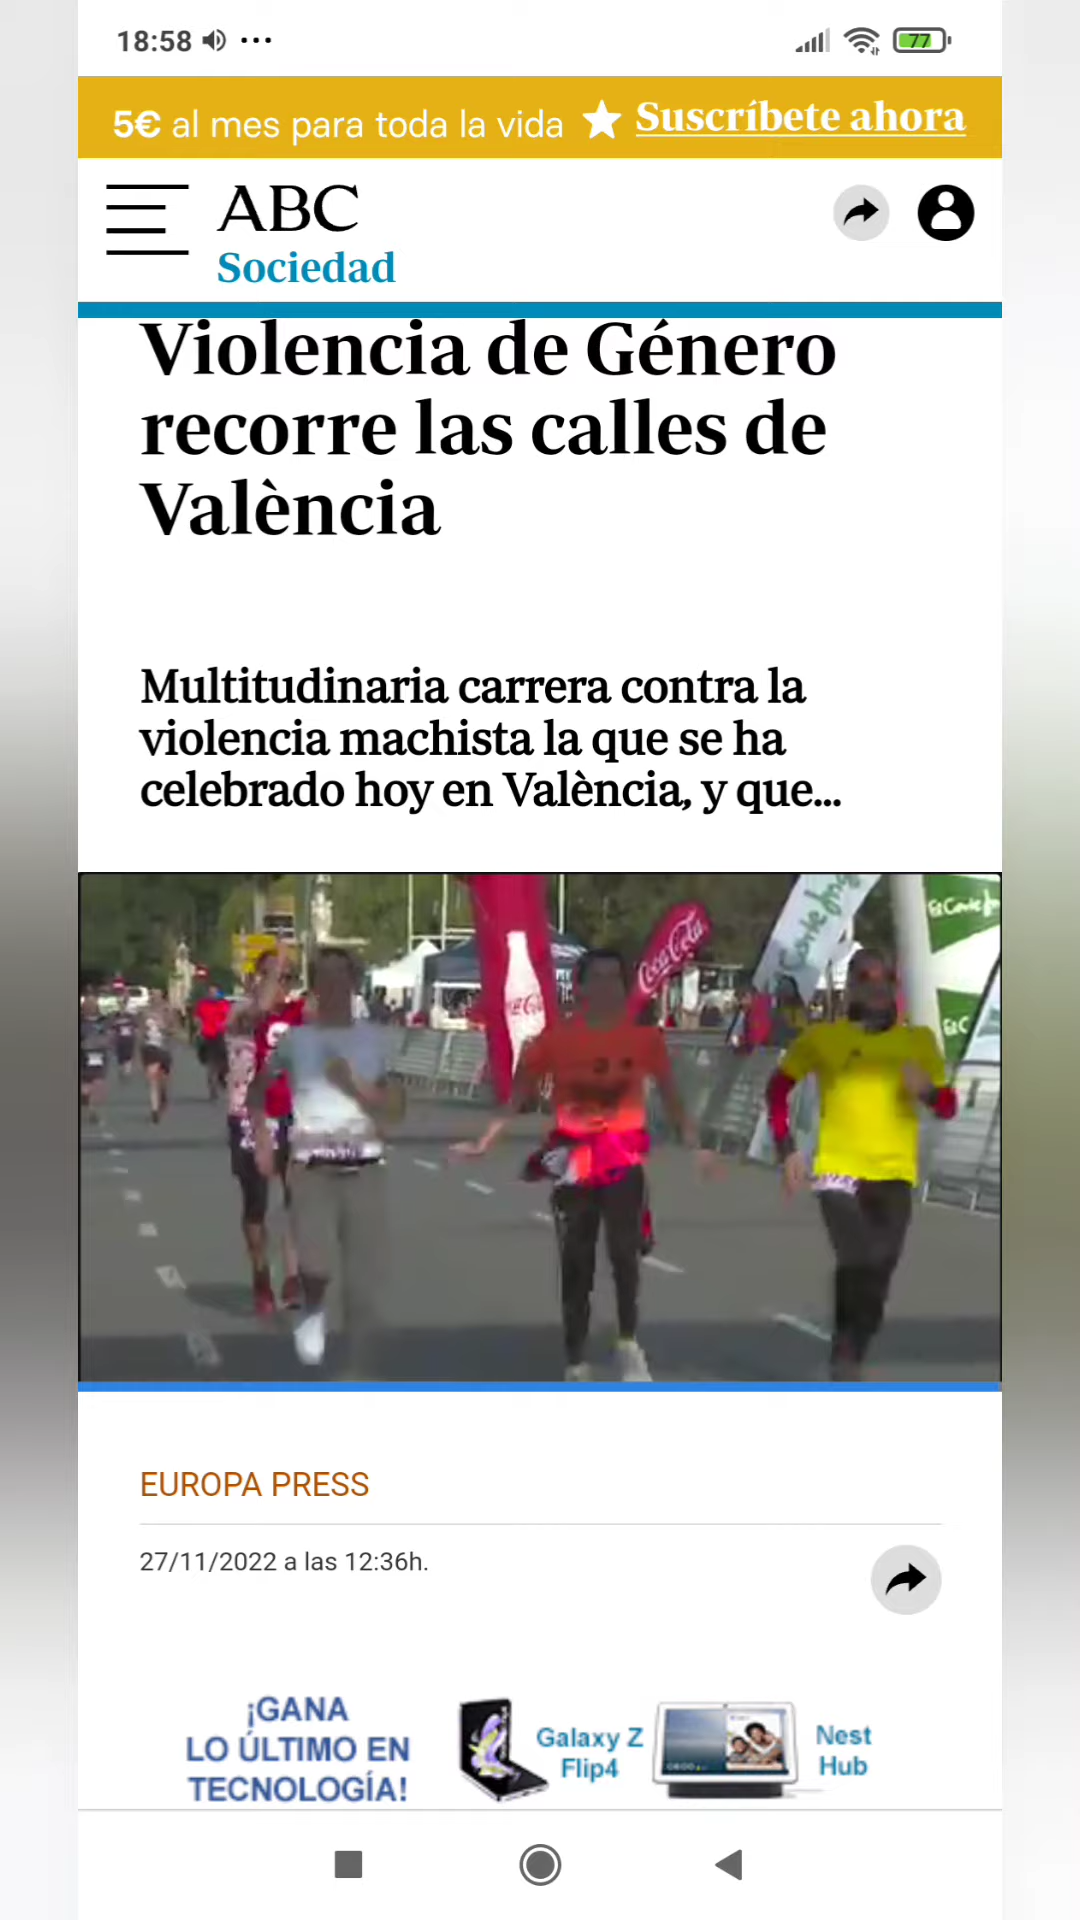 18:58
77
5€ al mes para toda la vida ★ Suscríbete ahora
ABC
Sociedad
Violencia de Género
recorre las calles de
València
Multitudinaria carrera contra la
violencia machista la que se ha
celebrado hoy en València, y que...
Coca-Cola
EUROPA PRESS
27/11/2022 a las 12:36h.
¡GANA
LO ÚLTIMO EN
TECNOLOGÍA!
Galaxy Z
Flip4
Nest
Hub